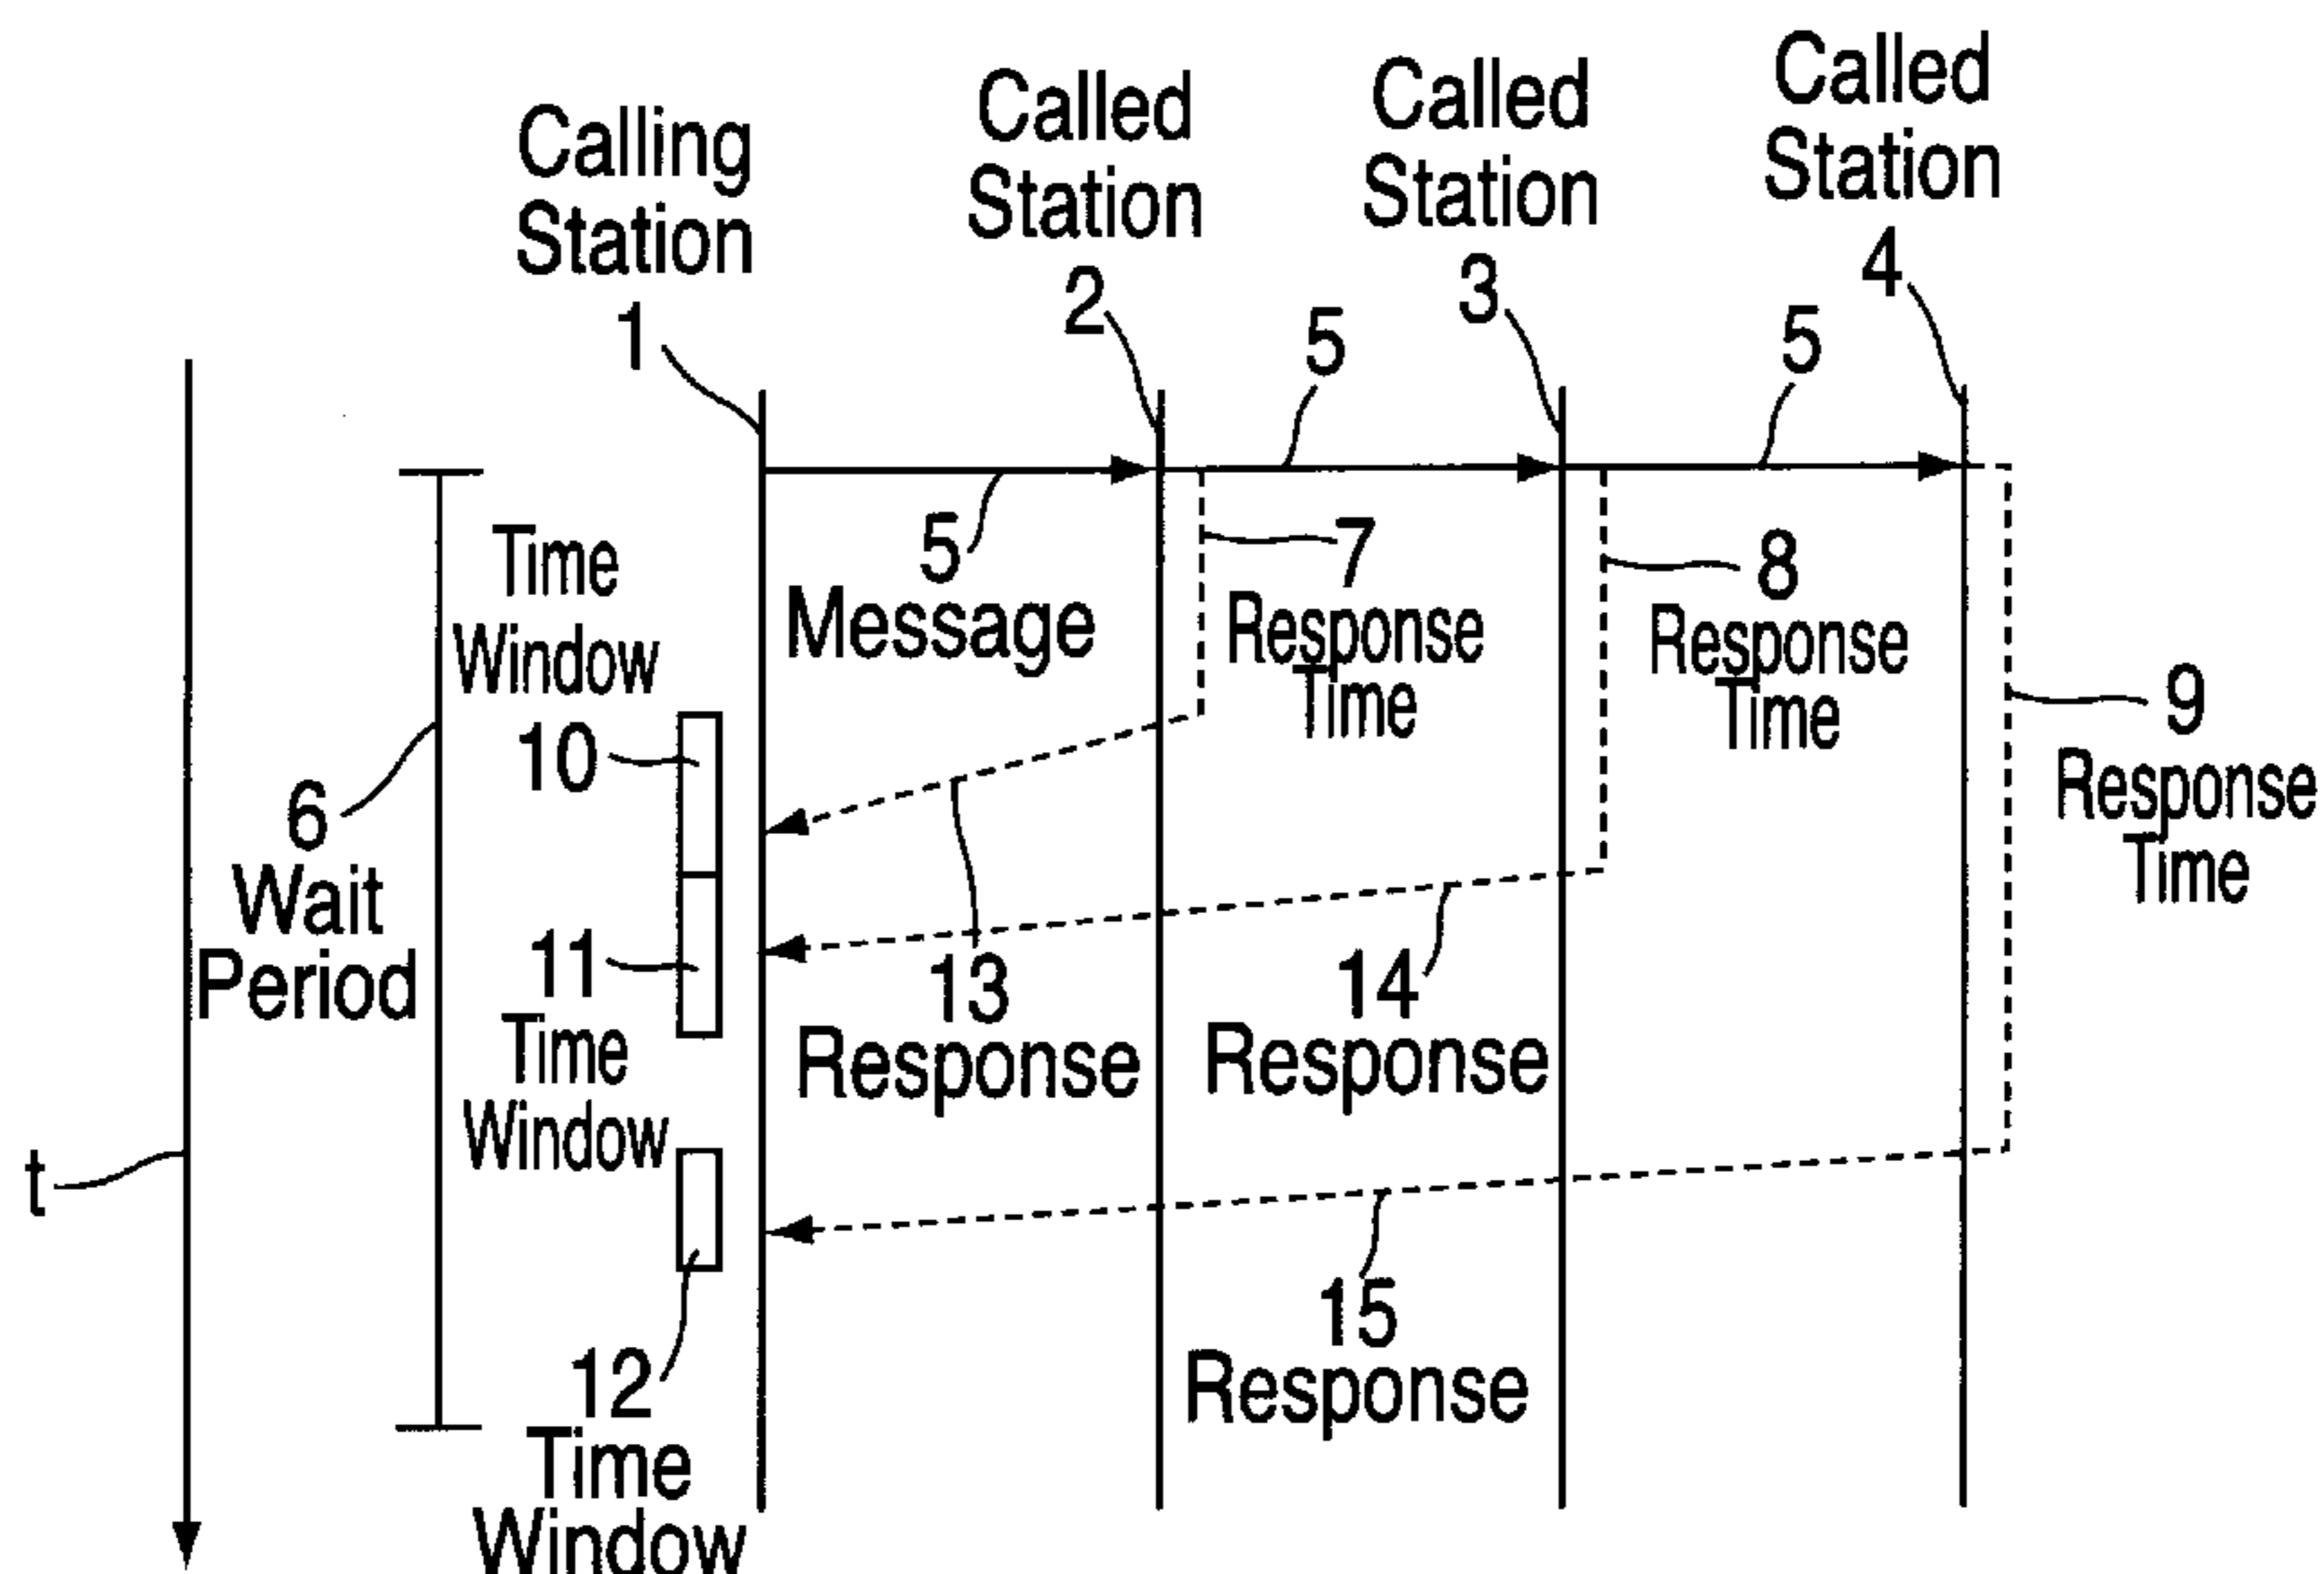 Calling
Station
1
Called
Station
2
Called
Station
3
Called
Station
4
5
5
5
Message
7
Response
Time
8
Response
Time
9
Response
Time
Time
Window
10
6
Wait
Period
11
Time
Window
13
Response
14
Response
t
12
Time
Window
15
Response